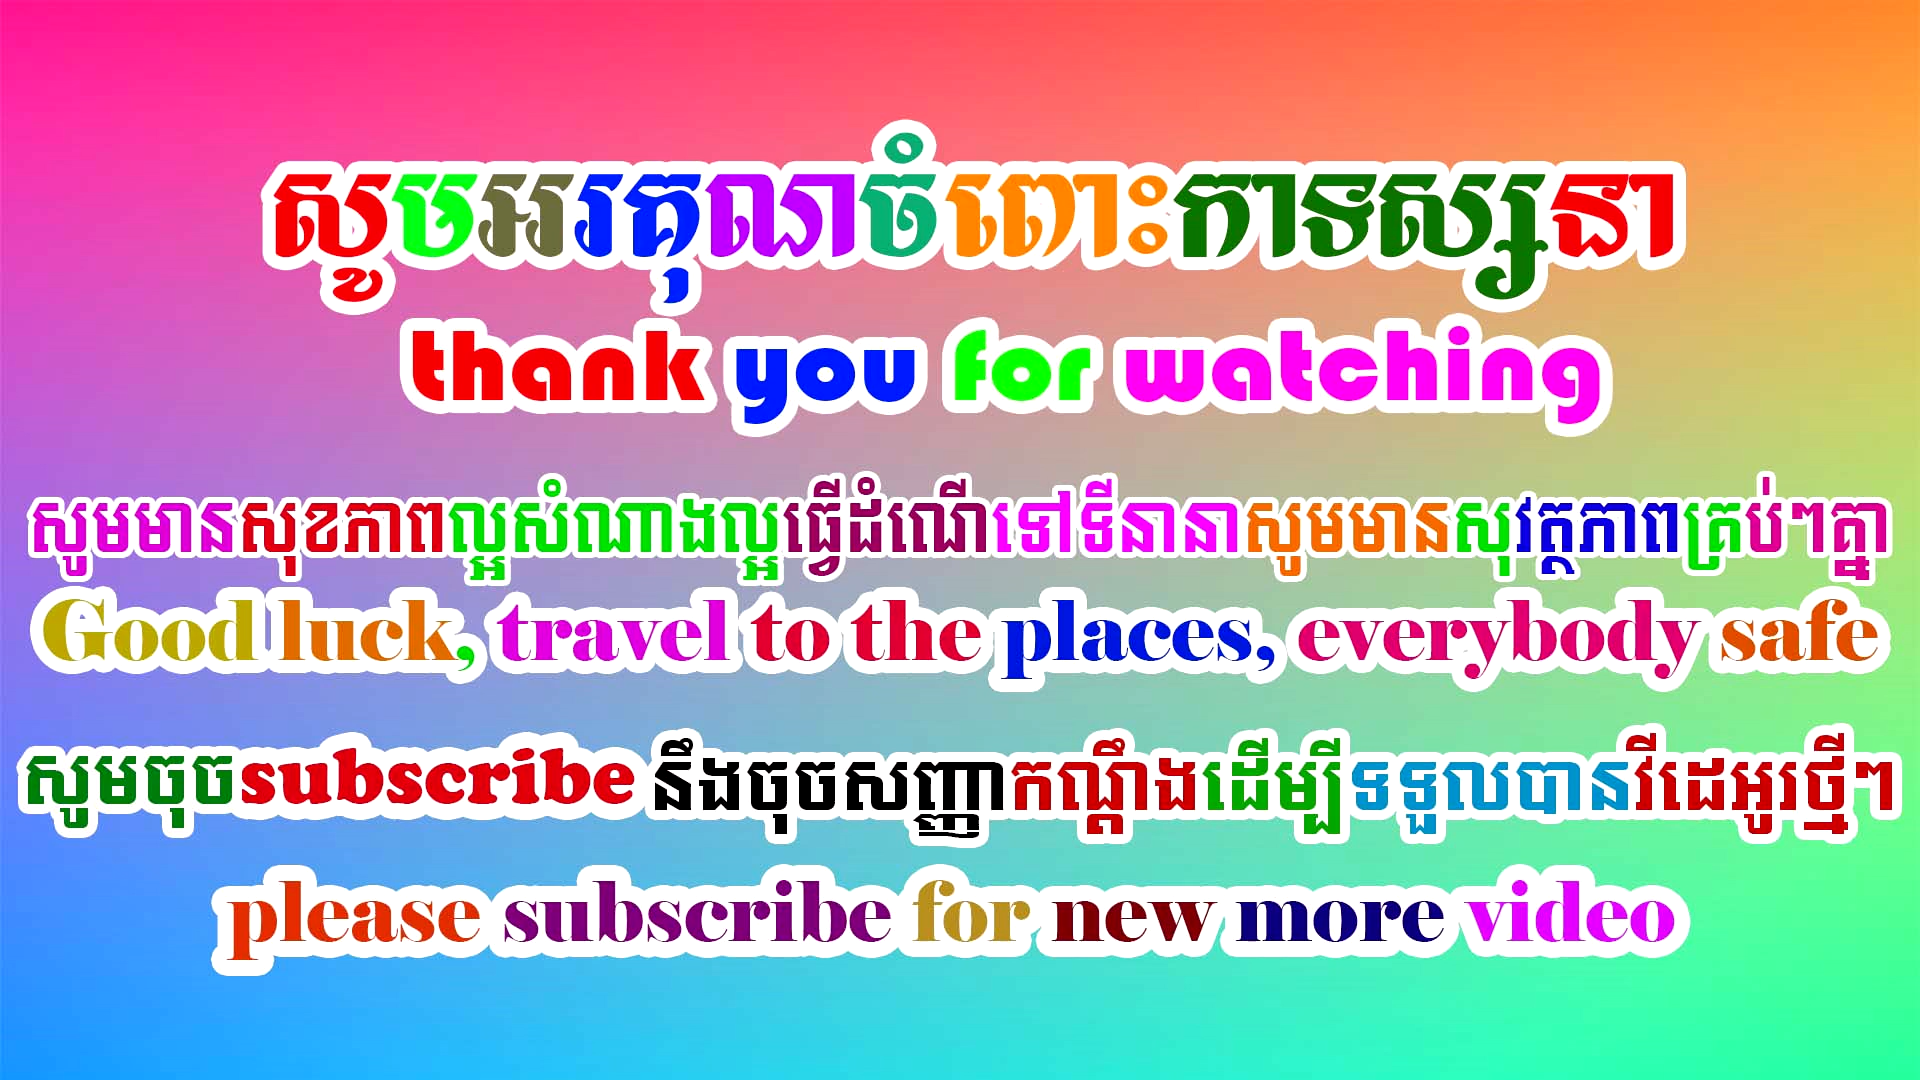 សូមអរគុណចំពោះកាទស្សនា
thank you for watching
សូមមានសុខភាពល្អសំណាងល្អធ្វើដំណើទៅទីនានាសូមមានសុវត្ថភាពគ្រប់ៗគ្នា
Good luck, travel to the places, everybody safe
សូមចុចsubscribe នឹងចុចសញ្ញាកណ្ដឹងដើម្បីទទួលបានវីដេអូរថ្មីៗ
please subscribe for new more video